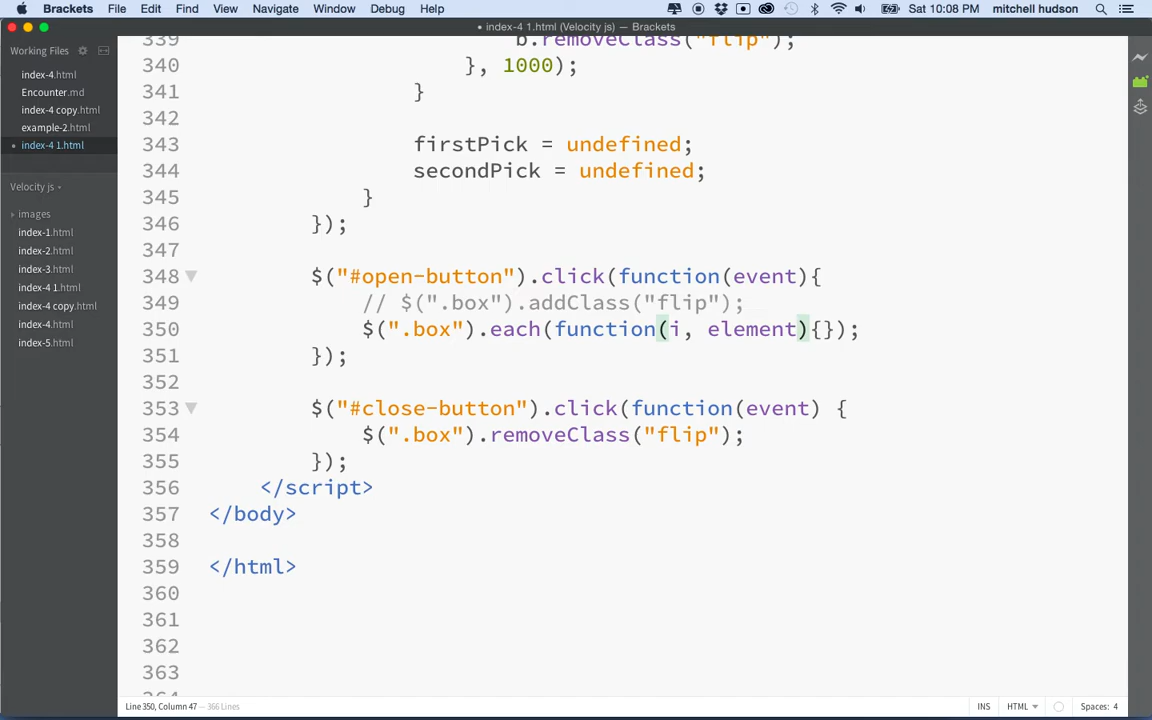 Brackets File Edit Find View Navigate Window Debug Help Sat 10:08 PM mitchell hudson
index-4 1.html (Velocity js) — Brackets
Working Files
index-4.html
Encounter.md
index-4 copy.html
example-2.html
index-4 1.html
Velocity js
images
index-1.html
index-2.html
index-3.html
index-4 1.html
index-4 copy.html
index-4.html
index-5.html
339 b.removeClass("flip");
340 }, 1000);
341 }
342
343 firstPick = undefined;
344 secondPick = undefined;
345 }
346 });
347
348 $("#open-button").click(function(event){
349 // $(".box").addClass("flip");
350 $(".box").each(function(i, element){});
351 });
352
353 $("#close-button").click(function(event) {
354 $(".box").removeClass("flip");
355 });
356 </script>
357 </body>
358
359 </html>
360
361
362
363
364
Line 350, Column 47 — 366 Lines INS HTML Spaces: 4